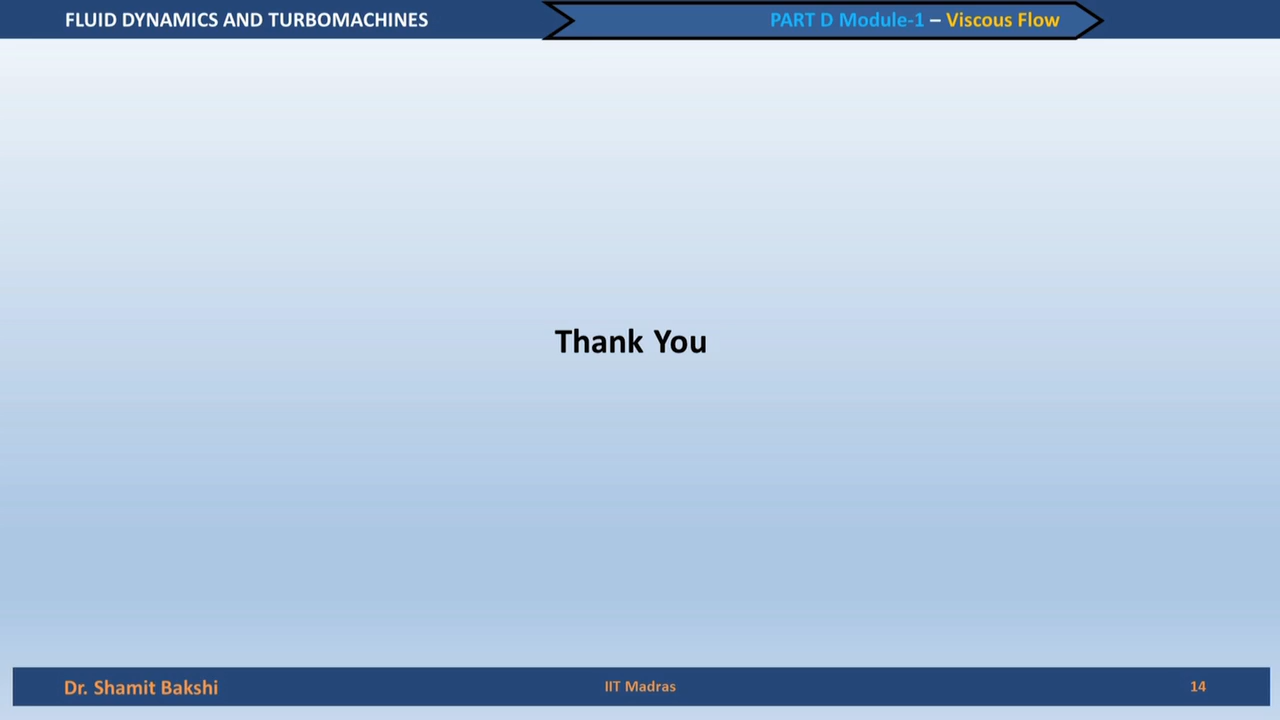 FLUID DYNAMICS AND TURBOMACHINES
PART D Module-1 – Viscous Flow
Thank You
Dr. Shamit Bakshi
IIT Madras
14